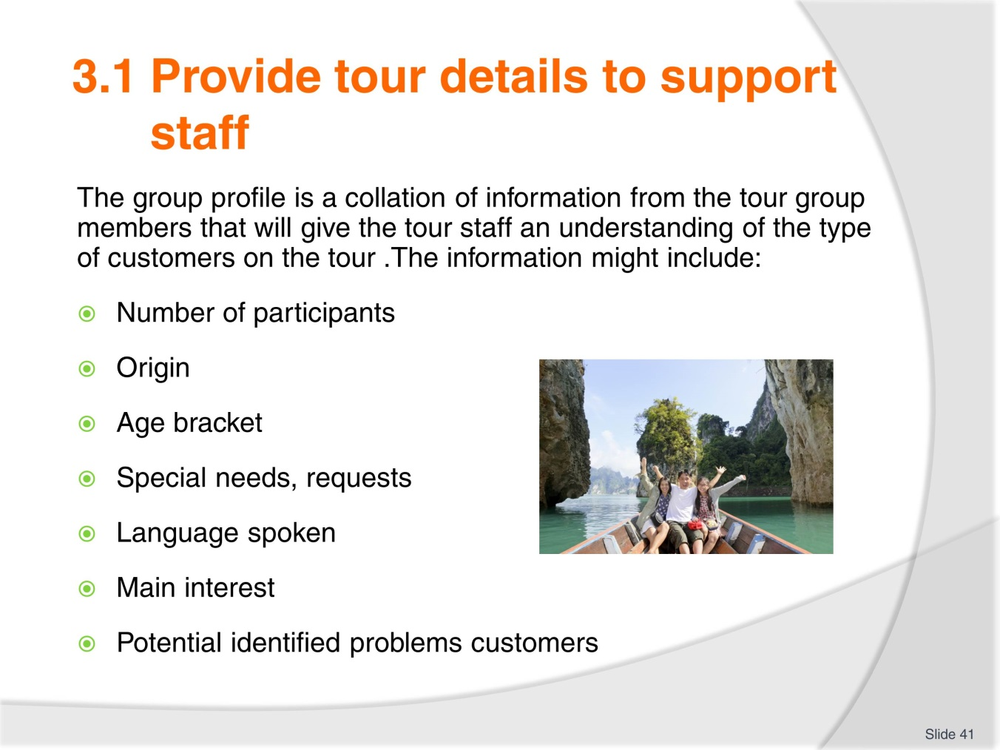 3.1 Provide tour details to support
staff
The group profile is a collation of information from the tour group
members that will give the tour staff an understanding of the type
of customers on the tour .The information might include:
Number of participants
Origin
Age bracket
Special needs, requests
Language spoken
Main interest
Potential identified problems customers
Slide 41